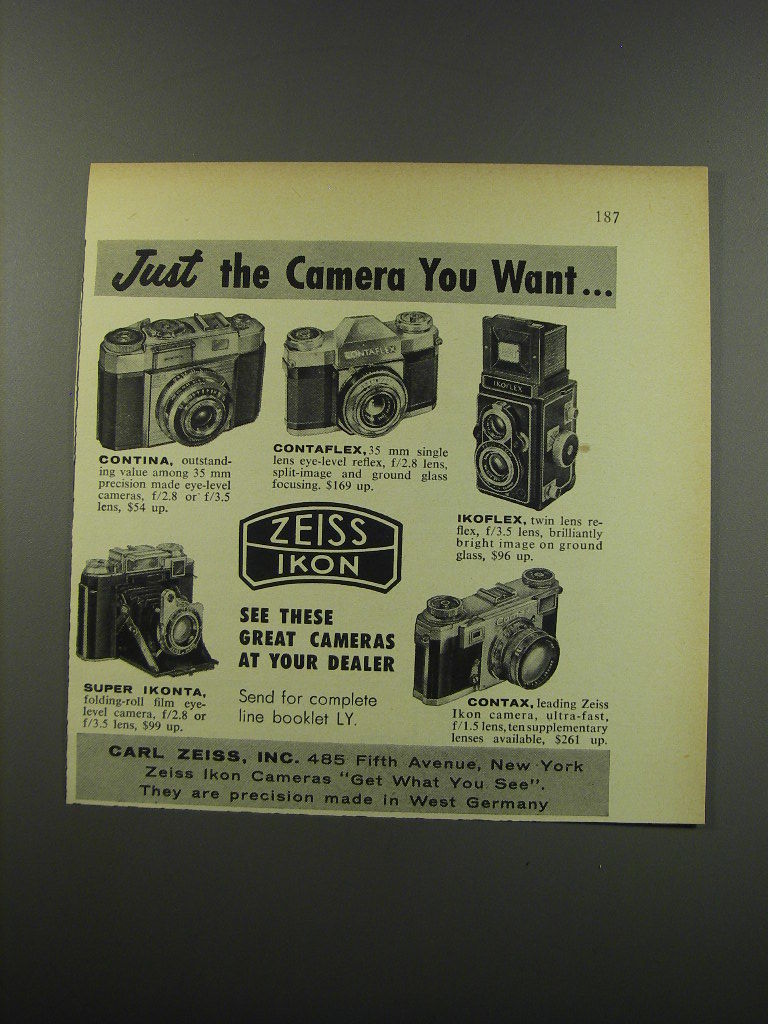 187
Just the Camera You Want...
CONTAFLEX
IKOFLEX
CONTINA, outstand-
ing value among 35 mm
precision made eye-level
cameras, f/2.8 or f/3.5
lens, $54 up.
CONTAFLEX, 35 mm single
lens eye-level reflex, f/2.8 lens,
split-image and ground glass
focusing. $169 up.
IKOFLEX, twin lens re-
flex, f/3.5 lens, brilliantly
bright image on ground
glass, $96 up.
ZEISS
IKON
SEE THESE
GREAT CAMERAS
AT YOUR DEALER
Send for complete
line booklet LY.
SUPER IKONTA,
folding-roll film eye-
level camera, f/2.8 or
f/3.5 lens, $99 up.
CONTAX, leading Zeiss
Ikon camera, ultra-fast,
f/1.5 lens, ten supplementary
lenses available, $261 up.
CARL ZEISS, INC. 485 Fifth Avenue, New York
Zeiss Ikon Cameras "Get What You See".
They are precision made in West Germany